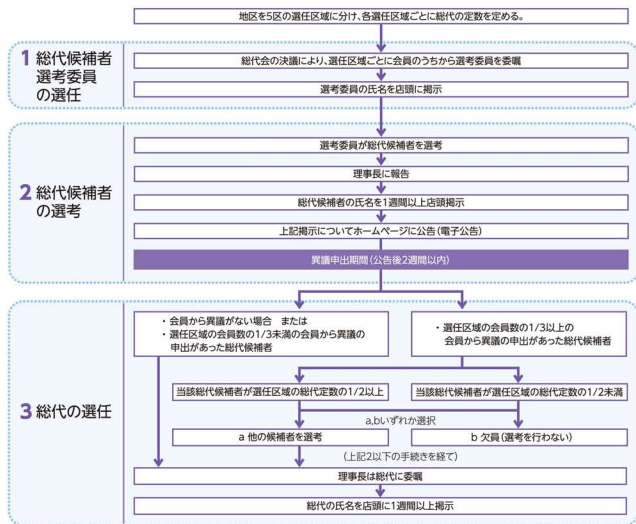 地区を5区の選任区域に分け、各選任区域ごとに総代の定数を定める。
1 総代候補者
選考委員
の選任
総代会の決議により、選任区域ごとに会員のうちから選考委員を委嘱
選考委員の氏名を店頭に掲示
2 総代候補者
の選考
選考委員が総代候補者を選考
理事長に報告
総代候補者の氏名を1週間以上店頭掲示
上記掲示についてホームページに公告(電子公告)
異議申出期間(公告後2週間以内)
3 総代の選任
・会員から異議がない場合 または
・選任区域の会員数の1/3未満の会員から異議の
申出があった総代候補者
・選任区域の会員数の1/3以上の
会員から異議の申出があった総代候補者
当該総代候補者が選任区域の総代定数の1/2以上
当該総代候補者が選任区域の総代定数の1/2未満
a,bいずれか選択
a 他の候補者を選考
b 欠員(選考を行わない)
(上記2以下の手続きを経て)
理事長は総代に委嘱
総代の氏名を店頭に1週間以上掲示